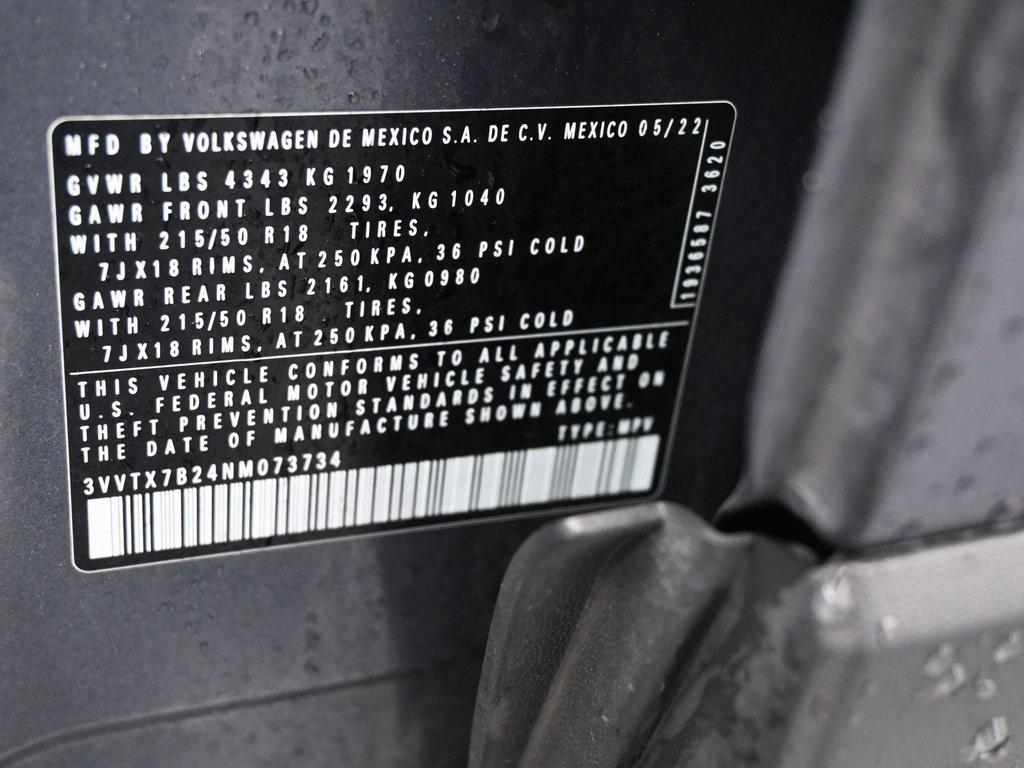 MFD BY VOLKSWAGEN DE MEXICO S.A. DE C.V. MEXICO 05/22
GVWR LBS 4343 KG 1970
GAWR FRONT LBS 2293, KG 1040
WITH 215/50 R18 TIRES,
7JX18 RIMS, AT 250 KPA, 36 PSI COLD
GAWR REAR LBS 2161, KG 0980
WITH 215/50 R18 TIRES,
7JX18 RIMS, AT 250 KPA, 36 PSI COLD
1936587 3620
THIS VEHICLE CONFORMS TO ALL APPLICABLE
U.S. FEDERAL MOTOR VEHICLE SAFETY AND
THEFT PREVENTION STANDARDS IN EFFECT ON
THE DATE OF MANUFACTURE SHOWN ABOVE.
TYPE: MPV
3VVTX7B24NM073734